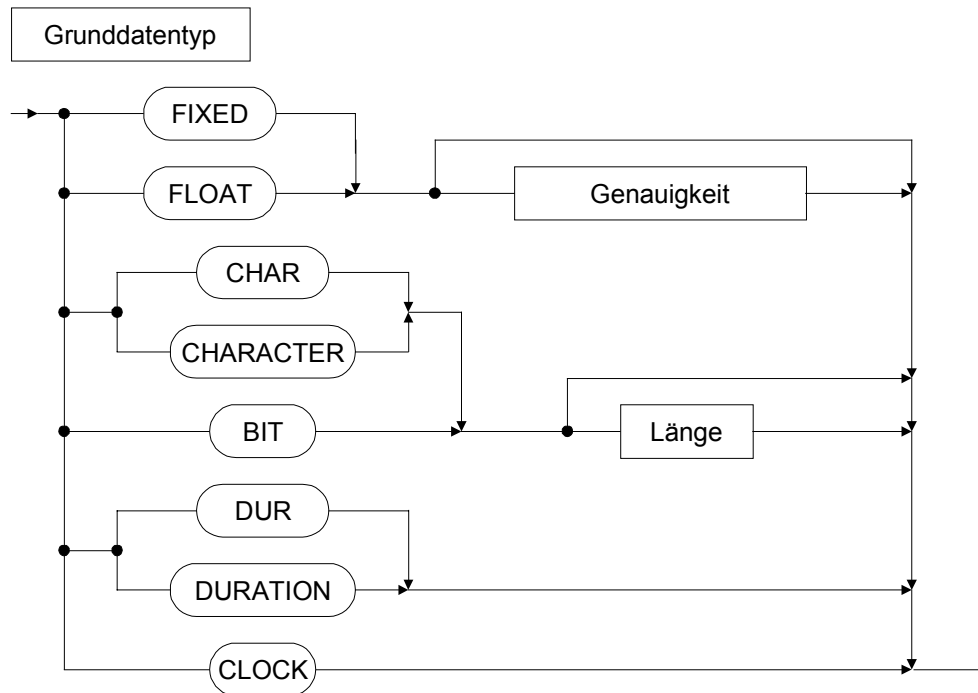 Grunddatentyp
FIXED
FLOAT
Genauigkeit
CHAR
CHARACTER
BIT
Länge
DUR
DURATION
CLOCK